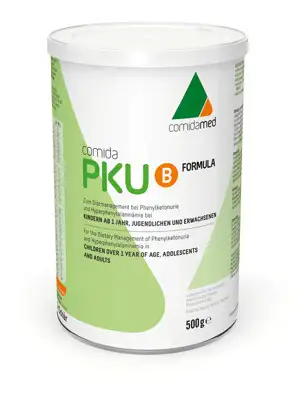 comidamed
comida
PKU B FORMULA
Zum Diätmanagement bei Phenylketonurie
und Hyperphenylalaninämie bei
KINDERN AB 1 JAHR, JUGENDLICHEN UND ERWACHSENEN
For the Dietary Management of Phenylketonuria
and Hyperphenylalaninämia in
CHILDREN OVER 1 YEAR OF AGE, ADOLESCENTS
AND ADULTS
500g e